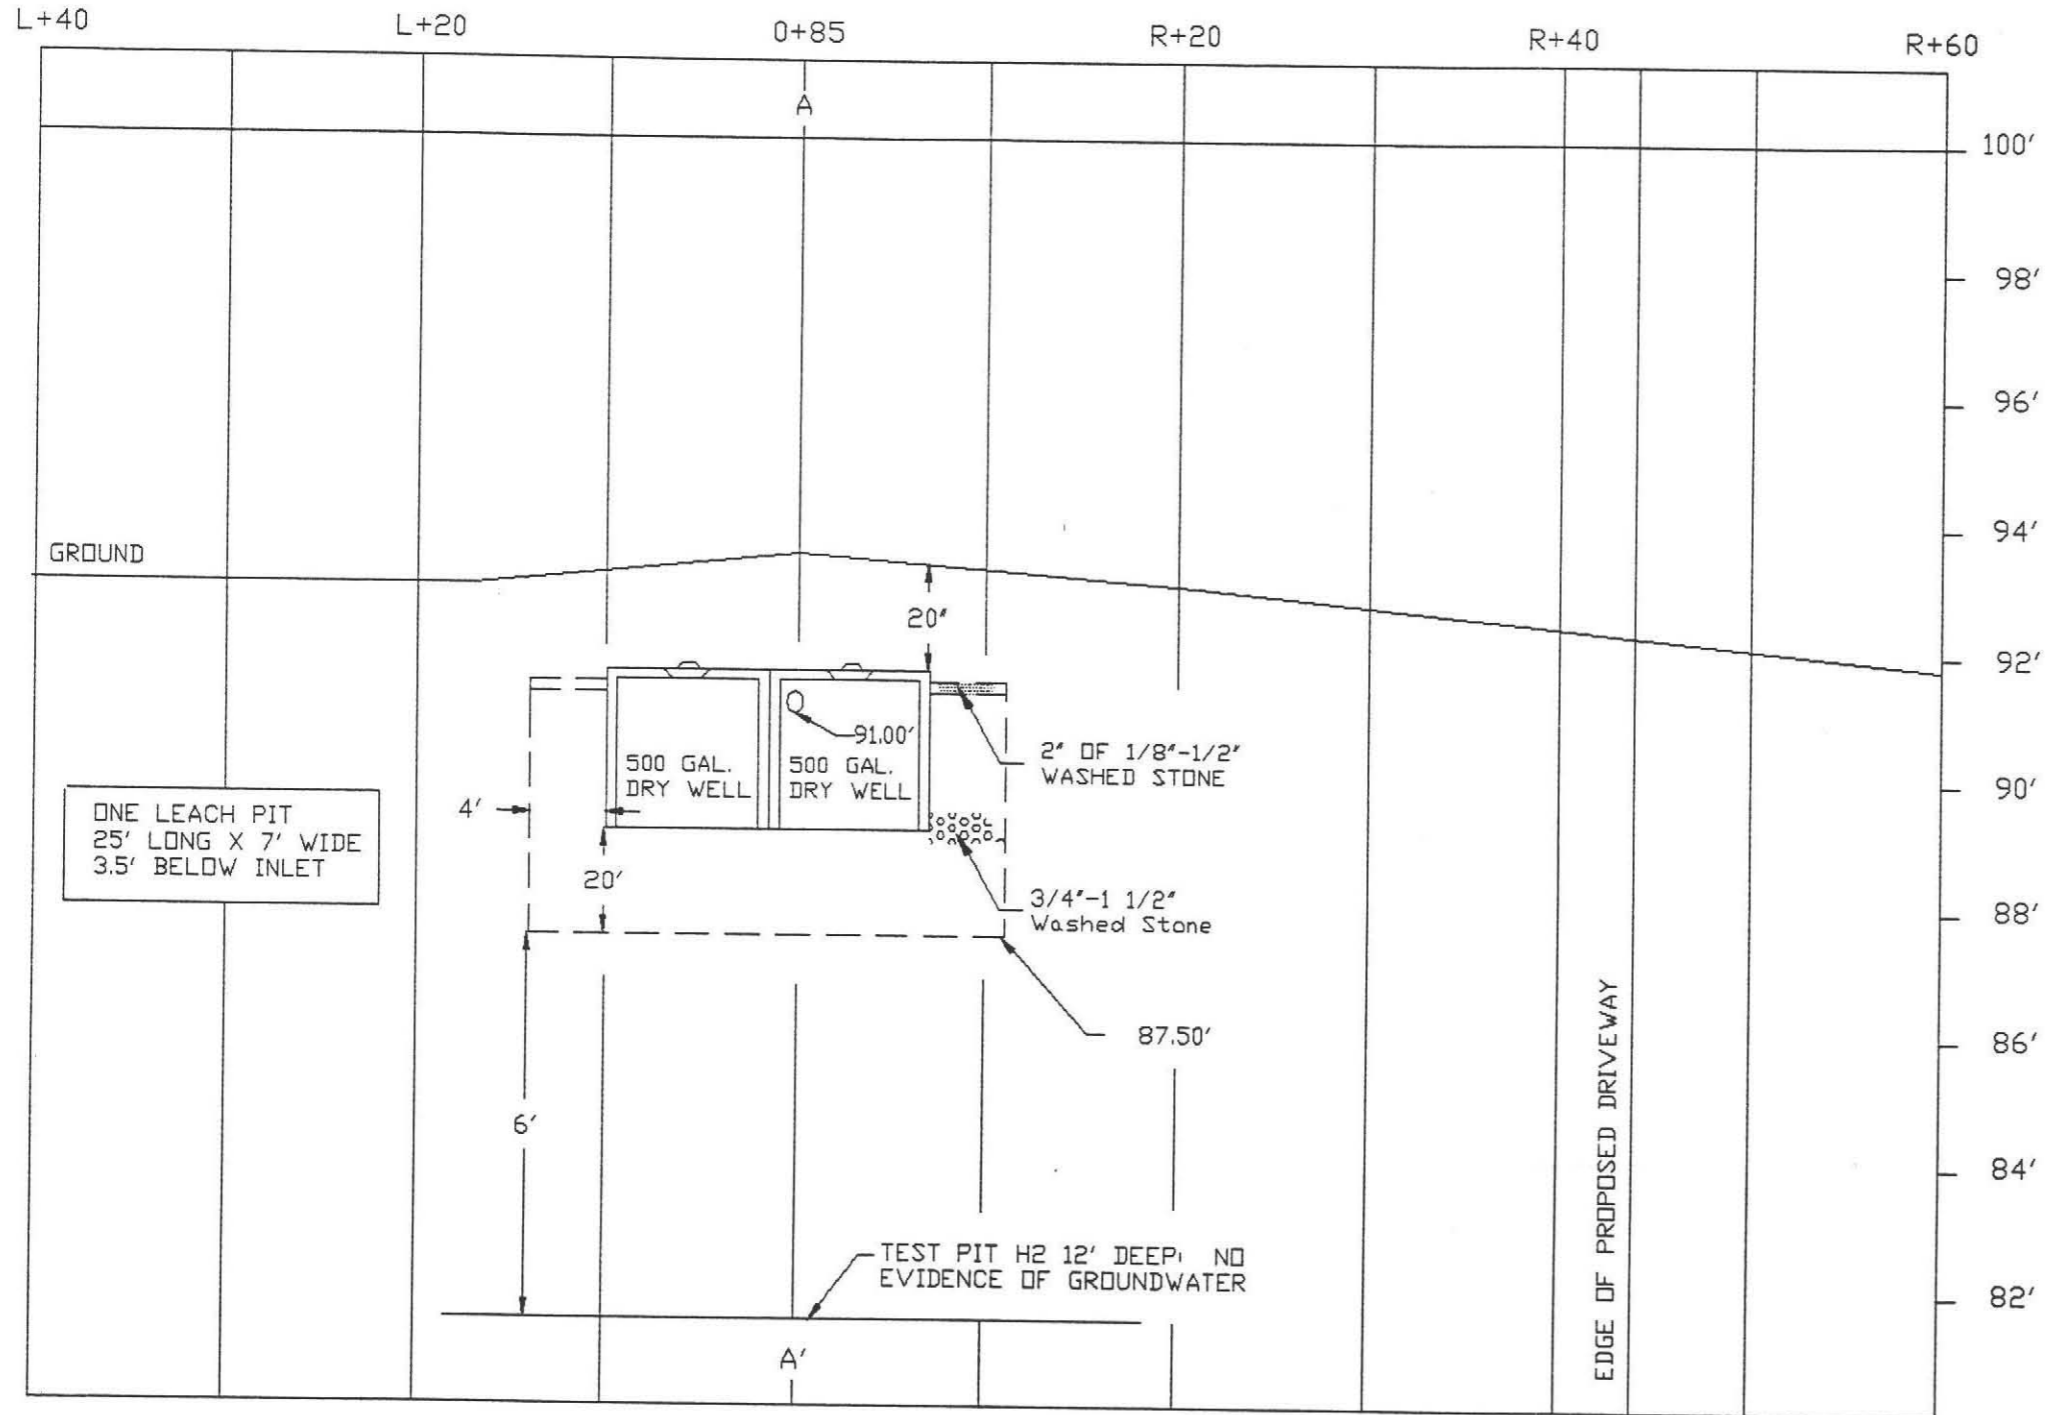 L+40 L+20 0+85 R+20 R+40 R+60
A
100'
98'
96'
94'
GROUND
20"
92'
91.00'
2" OF 1/8"-1/2"
WASHED STONE
500 GAL.
DRY WELL
500 GAL.
DRY WELL
90'
4'
ONE LEACH PIT
25' LONG X 7' WIDE
3.5' BELOW INLET
20'
3/4"-1 1/2"
Washed Stone
88'
87.50'
86'
6'
84'
EDGE OF PROPOSED DRIVEWAY
TEST PIT H2 12' DEEP, NO
EVIDENCE OF GROUNDWATER
82'
A'